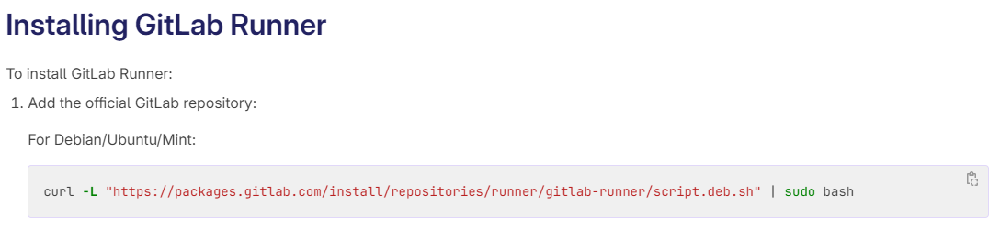 Installing GitLab Runner
To install GitLab Runner:
1. Add the official GitLab repository:
For Debian/Ubuntu/Mint:
curl -L "https://packages.gitlab.com/install/repositories/runner/gitlab-runner/script.deb.sh" | sudo bash